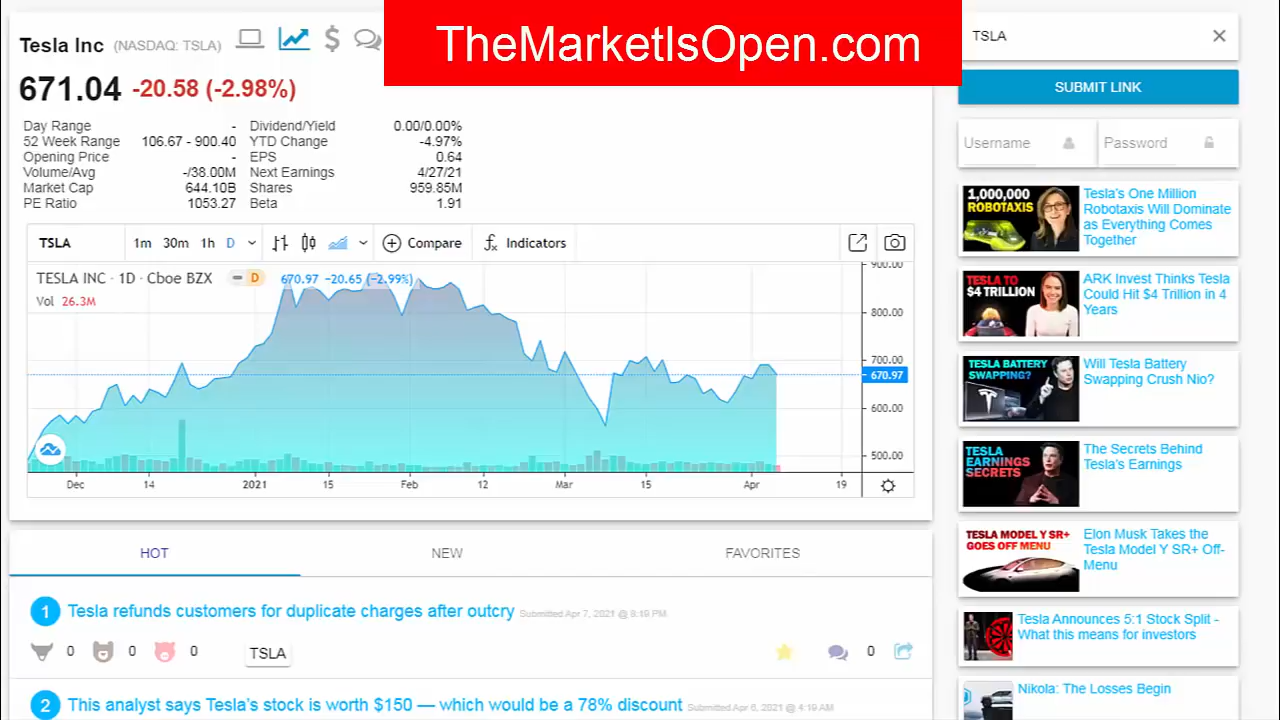 TheMarketIsOpen.com
Tesla Inc (NASDAQ: TSLA)
671.04 -20.58 (-2.98%)
Day Range - Dividend/Yield 0.00/0.00%
52 Week Range 106.67 - 900.40 YTD Change -4.97%
Opening Price - EPS 0.64
Volume/Avg -/38.00M Next Earnings 4/27/21
Market Cap 644.10B Shares 959.85M
PE Ratio 1053.27 Beta 1.91
TSLA 1m 30m 1h D Compare Indicators
TESLA INC · 1D · Cboe BZX D 670.97 −20.65 (−2.99%)
Vol 26.3M
900.00
800.00
700.00
670.97
600.00
500.00
Dec 14 2021 15 Feb 12 Mar 15 Apr 19
HOT NEW FAVORITES
1 Tesla refunds customers for duplicate charges after outcry Submitted Apr 7, 2021 @ 8:19 PM
0 0 0 TSLA 0
2 This analyst says Tesla's stock is worth $150 — which would be a 78% discount Submitted Apr 6, 2021 @ 4:19 AM
TSLA
SUBMIT LINK
Username Password
1,000,000
ROBOTAXIS
Tesla's One Million
Robotaxis Will Dominate
as Everything Comes
Together
TESLA TO
$4 TRILLION
ARK Invest Thinks Tesla
Could Hit $4 Trillion in 4
Years
TESLA BATTERY
SWAPPING?
Will Tesla Battery
Swapping Crush Nio?
TESLA
EARNINGS
SECRETS
The Secrets Behind
Tesla's Earnings
TESLA MODEL Y SR+
GOES OFF MENU
Elon Musk Takes the
Tesla Model Y SR+ Off-
Menu
Tesla Announces 5:1 Stock Split -
What this means for investors
Nikola: The Losses Begin